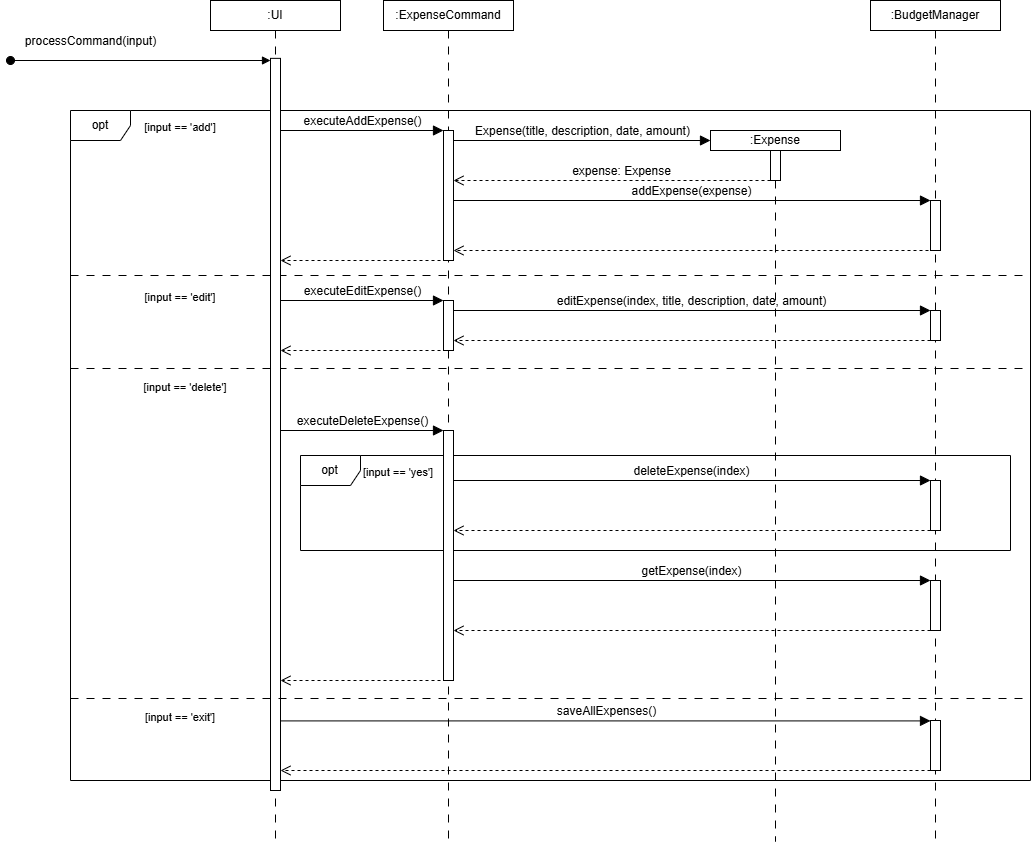 :UI
:ExpenseCommand
:BudgetManager
processCommand(input)
opt
[input == 'add']
executeAddExpense()
Expense(title, description, date, amount)
:Expense
expense: Expense
addExpense(expense)
[input == 'edit']
executeEditExpense()
editExpense(index, title, description, date, amount)
[input == 'delete']
executeDeleteExpense()
opt
[input == 'yes']
deleteExpense(index)
getExpense(index)
[input == 'exit']
saveAllExpenses()